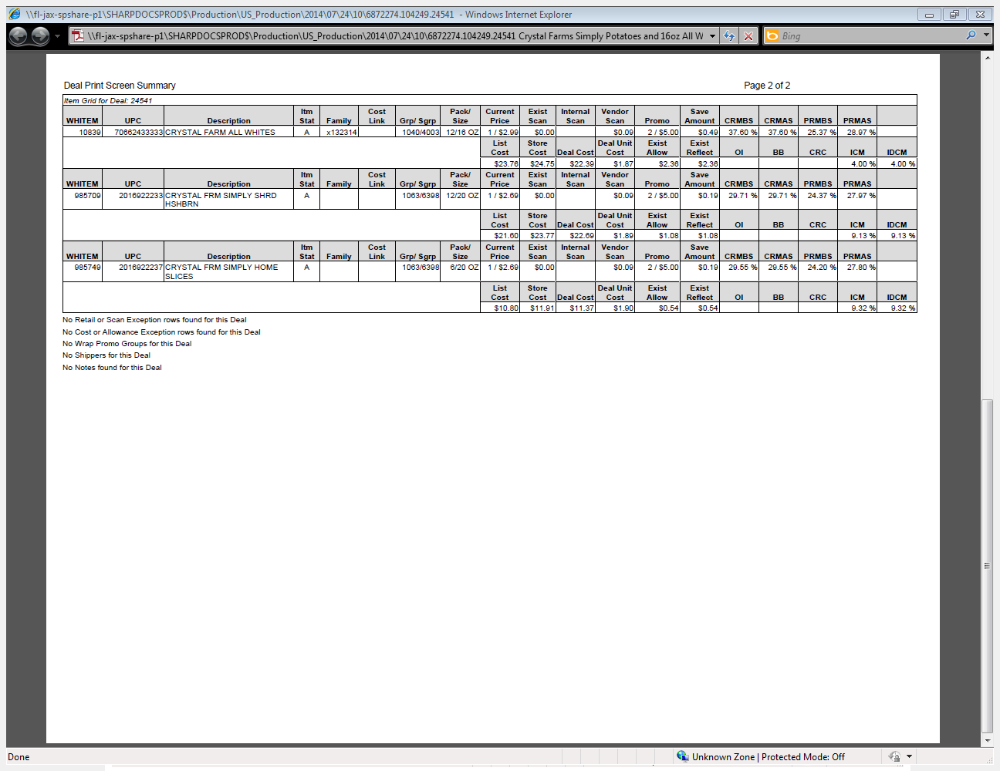 \\fl-jax-spshare-p1\SHARPDOCSPROD$\Production\US_Production\2014\07\24\10\6872274.104249.24541 - Windows Internet Explorer
\\fl-jax-spshare-p1\SHARPDOCSPROD$\Production\US_Production\2014\07\24\10\6872274.104249.24541 Crystal Farms Simply Potatoes and 16oz All W Bing
Deal Print Screen Summary Page 2 of 2
Item Grid for Deal: 24541
Itm Cost Pack/ Current Exist Internal Vendor Save
WHITEM UPC Description Stat Family Link Grp/ Sgrp Size Price Scan Scan Scan Promo Amount CRMBS CRMAS PRMBS PRMAS
10839 70662433333 CRYSTAL FARM ALL WHITES A x132314 1040/4003 12/16 OZ 1 / $2.99 $0.00 $0.09 2 / $5.00 $0.49 37.60 % 37.60 % 25.37 % 28.97 %
List Store Deal Unit Exist Exist
Cost Cost Deal Cost Cost Allow Reflect OI BB CRC ICM IDCM
$23.76 $24.75 $22.39 $1.87 $2.36 $2.36 4.00 % 4.00 %
Itm Cost Pack/ Current Exist Internal Vendor Save
WHITEM UPC Description Stat Family Link Grp/ Sgrp Size Price Scan Scan Scan Promo Amount CRMBS CRMAS PRMBS PRMAS
985709 2016922233 CRYSTAL FRM SIMPLY SHRD A 1063/6398 12/20 OZ 1 / $2.69 $0.00 $0.09 2 / $5.00 $0.19 29.71 % 29.71 % 24.37 % 27.97 %
HSHBRN
List Store Deal Unit Exist Exist
Cost Cost Deal Cost Cost Allow Reflect OI BB CRC ICM IDCM
$21.60 $23.77 $22.69 $1.89 $1.08 $1.08 9.13 % 9.13 %
Itm Cost Pack/ Current Exist Internal Vendor Save
WHITEM UPC Description Stat Family Link Grp/ Sgrp Size Price Scan Scan Scan Promo Amount CRMBS CRMAS PRMBS PRMAS
985749 2016922237 CRYSTAL FRM SIMPLY HOME A 1063/6398 6/20 OZ 1 / $2.69 $0.00 $0.09 2 / $5.00 $0.19 29.55 % 29.55 % 24.20 % 27.80 %
SLICES
List Store Deal Unit Exist Exist
Cost Cost Deal Cost Cost Allow Reflect OI BB CRC ICM IDCM
$10.80 $11.91 $11.37 $1.90 $0.54 $0.54 9.32 % 9.32 %
No Retail or Scan Exception rows found for this Deal
No Cost or Allowance Exception rows found for this Deal
No Wrap Promo Groups for this Deal
No Shippers for this Deal
No Notes found for this Deal
Done Unknown Zone | Protected Mode: Off